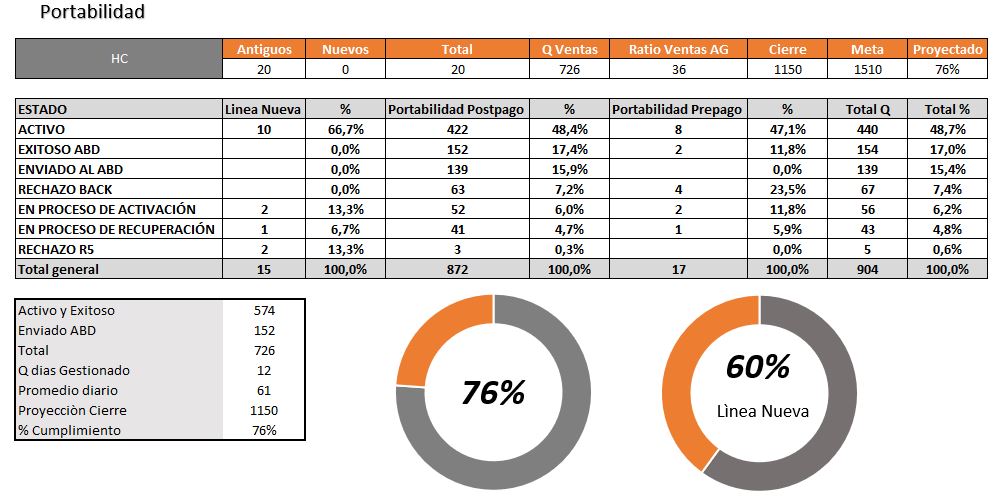 Portabilidad
HC Antiguos Nuevos Total Q Ventas Ratio Ventas AG Cierre Meta Proyectado
20 0 20 726 36 1150 1510 76%
ESTADO Linea Nueva % Portabilidad Postpago % Portabilidad Prepago % Total Q Total %
ACTIVO 10 66,7% 422 48,4% 8 47,1% 440 48,7%
EXITOSO ABD 0,0% 152 17,4% 2 11,8% 154 17,0%
ENVIADO AL ABD 0,0% 139 15,9% 0,0% 139 15,4%
RECHAZO BACK 0,0% 63 7,2% 4 23,5% 67 7,4%
EN PROCESO DE ACTIVACIÓN 2 13,3% 52 6,0% 2 11,8% 56 6,2%
EN PROCESO DE RECUPERACIÓN 1 6,7% 41 4,7% 1 5,9% 43 4,8%
RECHAZO R5 2 13,3% 3 0,3% 0,0% 5 0,6%
Total general 15 100,0% 872 100,0% 17 100,0% 904 100,0%
Activo y Exitoso 574
Enviado ABD 152
Total 726
Q dias Gestionado 12
Promedio diario 61
Proyecciòn Cierre 1150
% Cumplimiento 76%
76%
60%
Lìnea Nueva